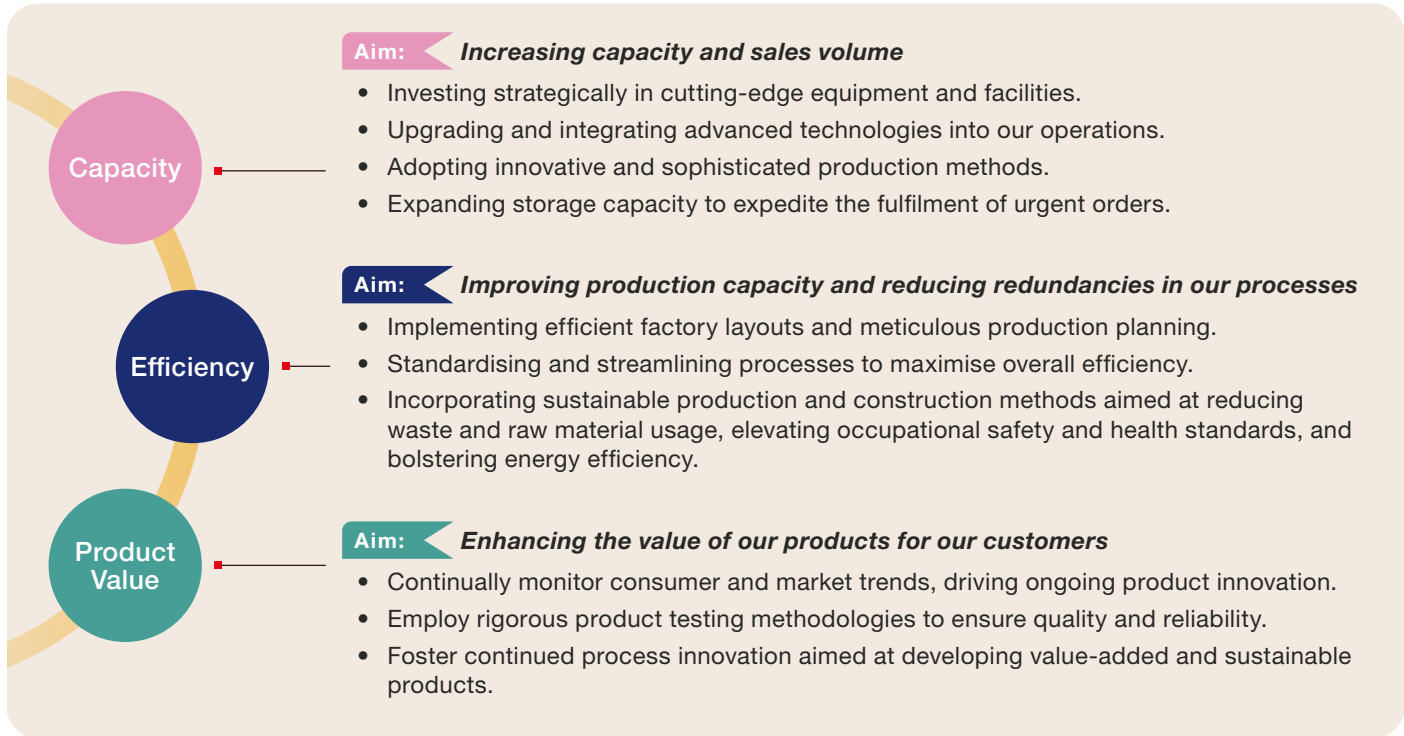 Capacity
Aim: Increasing capacity and sales volume
• Investing strategically in cutting-edge equipment and facilities.
• Upgrading and integrating advanced technologies into our operations.
• Adopting innovative and sophisticated production methods.
• Expanding storage capacity to expedite the fulfilment of urgent orders.
Efficiency
Aim: Improving production capacity and reducing redundancies in our processes
• Implementing efficient factory layouts and meticulous production planning.
• Standardising and streamlining processes to maximise overall efficiency.
• Incorporating sustainable production and construction methods aimed at reducing
waste and raw material usage, elevating occupational safety and health standards, and
bolstering energy efficiency.
Product
Value
Aim: Enhancing the value of our products for our customers
• Continually monitor consumer and market trends, driving ongoing product innovation.
• Employ rigorous product testing methodologies to ensure quality and reliability.
• Foster continued process innovation aimed at developing value-added and sustainable
products.